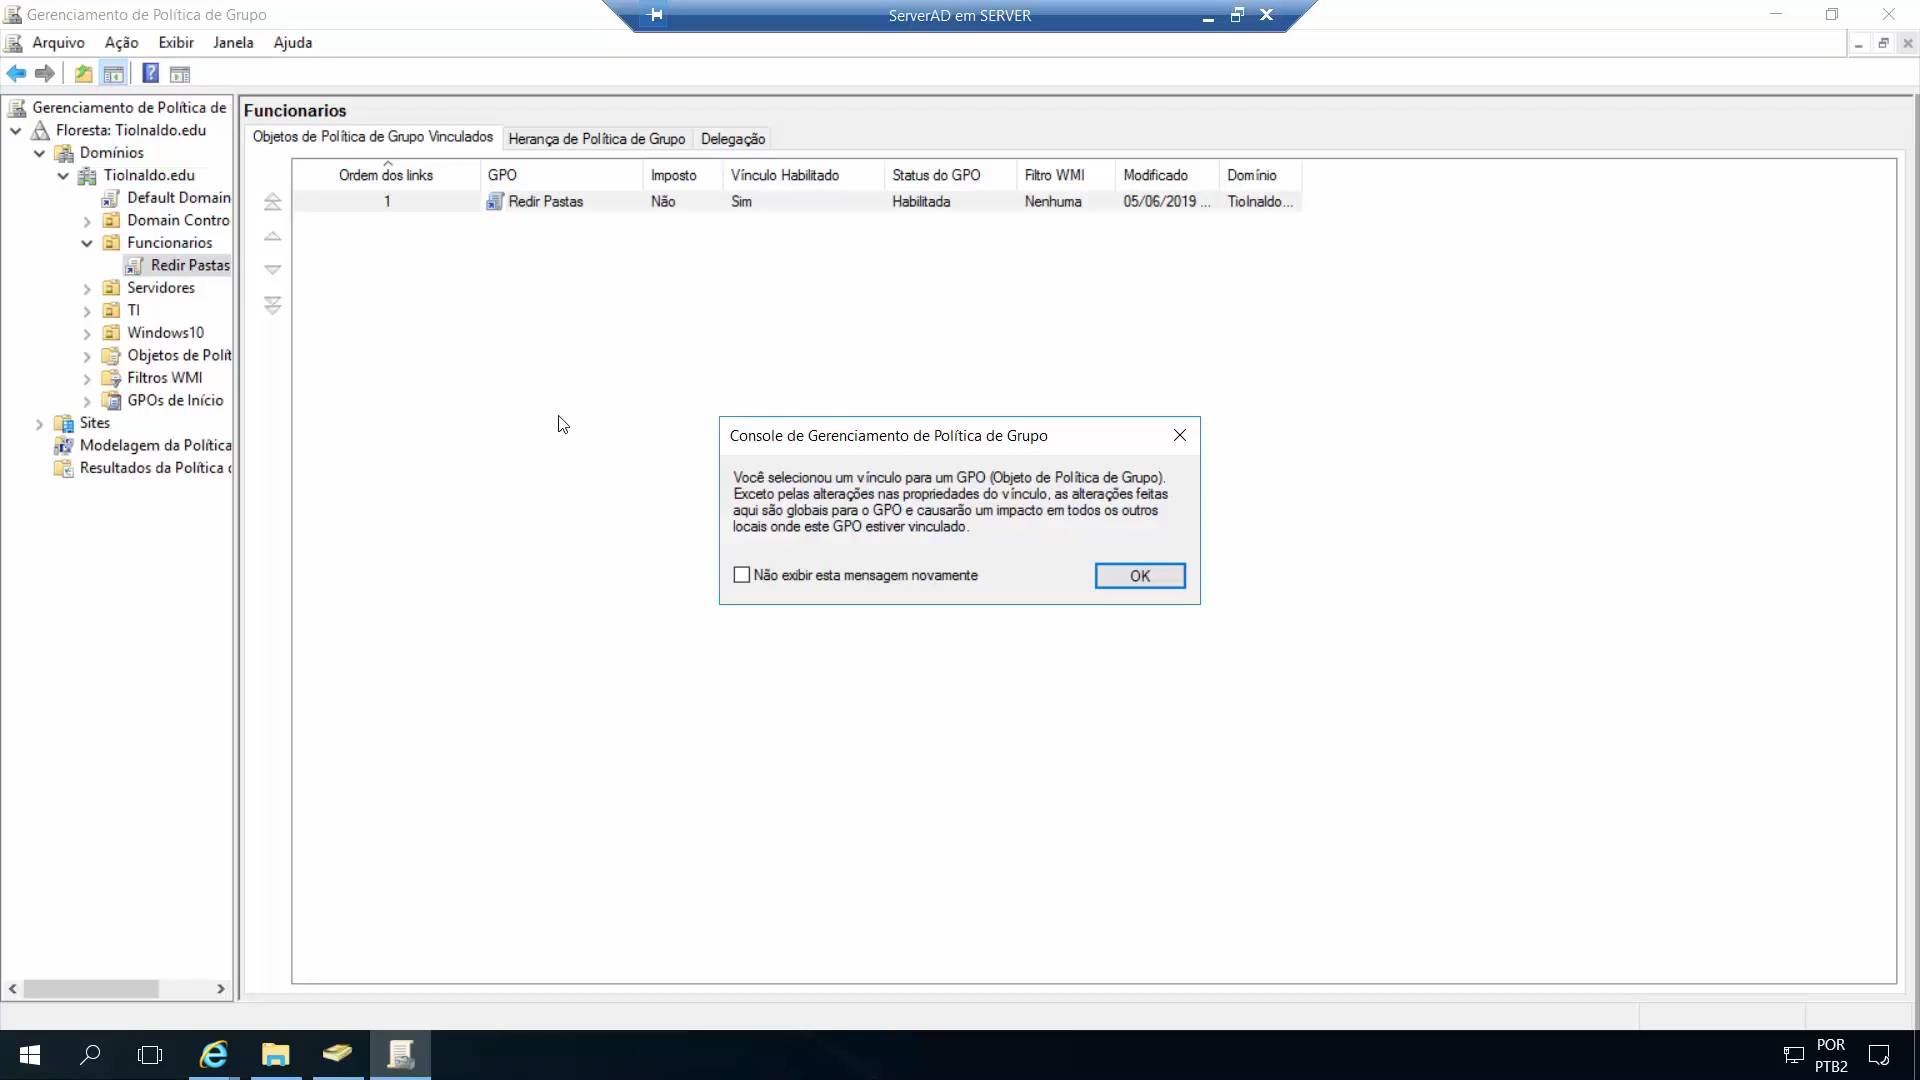 Gerenciamento de Política de Grupo
ServerAD em SERVER
Arquivo Ação Exibir Janela Ajuda
Gerenciamento de Política de
Floresta: TioInaldo.edu
Domínios
TioInaldo.edu
Default Domain
Domain Contro
Funcionarios
Redir Pastas
Servidores
TI
Windows10
Objetos de Polít
Filtros WMI
GPOs de Início
Sites
Modelagem da Política
Resultados da Política
Funcionarios
Objetos de Política de Grupo Vinculados Herança de Política de Grupo Delegação
Ordem dos links GPO Imposto Vínculo Habilitado Status do GPO Filtro WMI Modificado Domínio
1 Redir Pastas Não Sim Habilitada Nenhuma 05/06/2019 ... TioInaldo...
Console de Gerenciamento de Política de Grupo
Você selecionou um vínculo para um GPO (Objeto de Política de Grupo).
Exceto pelas alterações nas propriedades do vínculo, as alterações feitas
aqui são globais para o GPO e causarão um impacto em todos os outros
locais onde este GPO estiver vinculado.
Não exibir esta mensagem novamente
OK
POR
PTB2